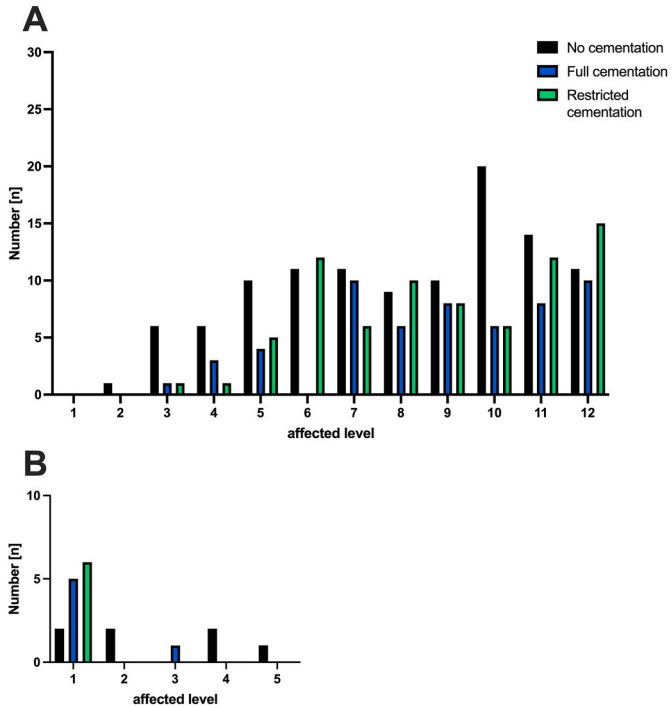 A
30
25
20
15
10
5
0
Number [n]
No cementation
Full cementation
Restricted
cementation
1 2 3 4 5 6 7 8 9 10 11 12
affected level
B
10
5
0
Number [n]
1 2 3 4 5
affected level